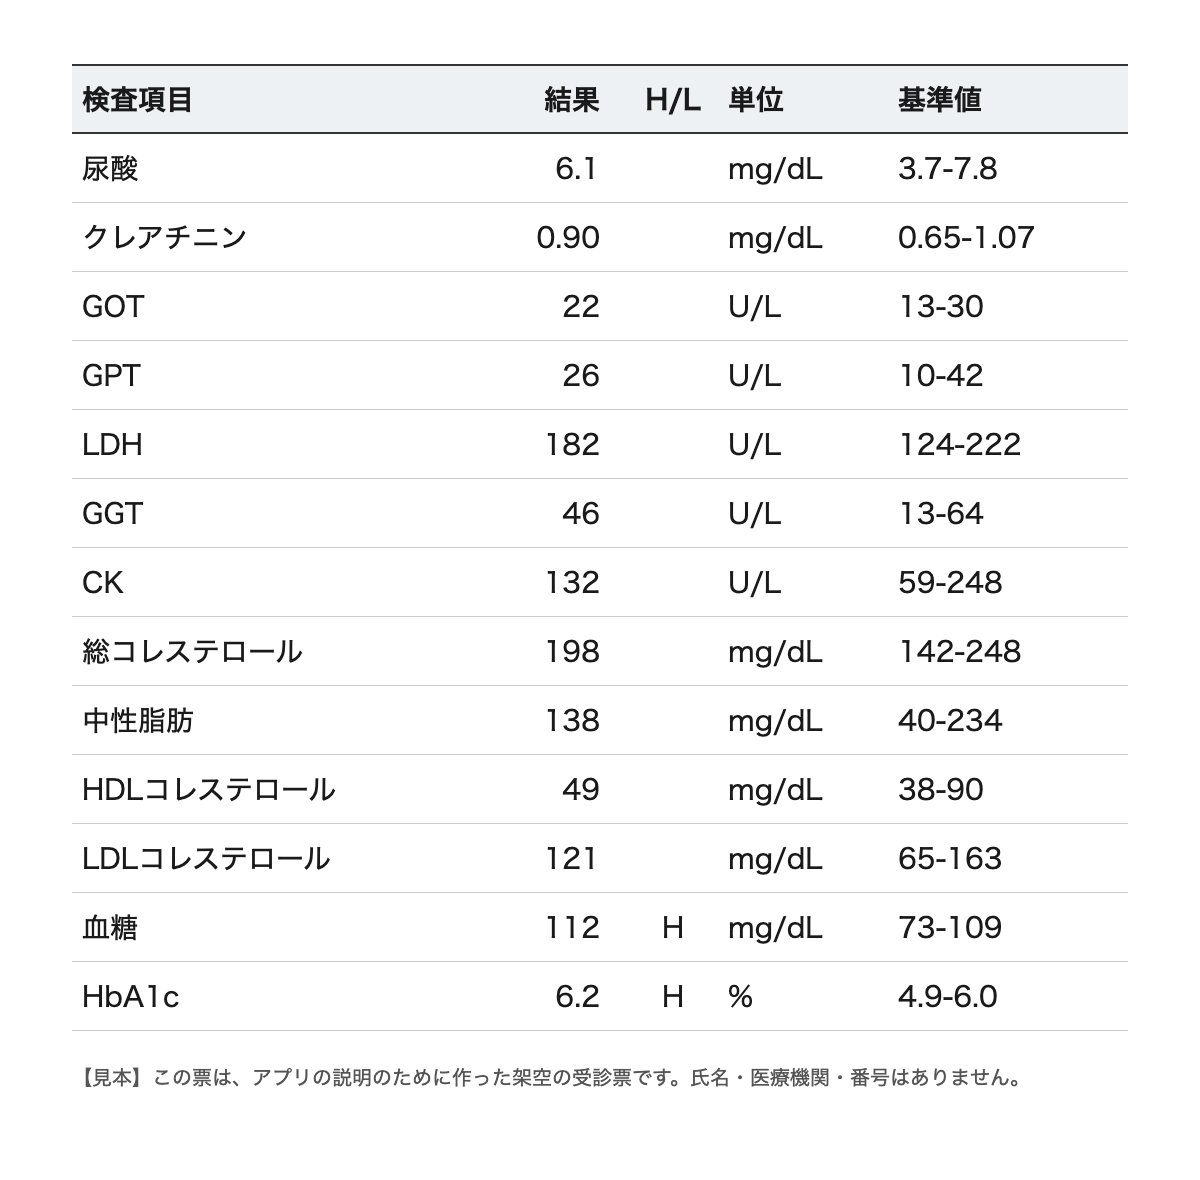 検査項目 結果 H/L 単位 基準値
尿酸 6.1 mg/dL 3.7-7.8
クレアチニン 0.90 mg/dL 0.65-1.07
GOT 22 U/L 13-30
GPT 26 U/L 10-42
LDH 182 U/L 124-222
GGT 46 U/L 13-64
CK 132 U/L 59-248
総コレステロール 198 mg/dL 142-248
中性脂肪 138 mg/dL 40-234
HDLコレステロール 49 mg/dL 38-90
LDLコレステロール 121 mg/dL 65-163
血糖 112 H mg/dL 73-109
HbA1c 6.2 H % 4.9-6.0
【見本】この票は、アプリの説明のために作った架空の受診票です。氏名・医療機関・番号はありません。